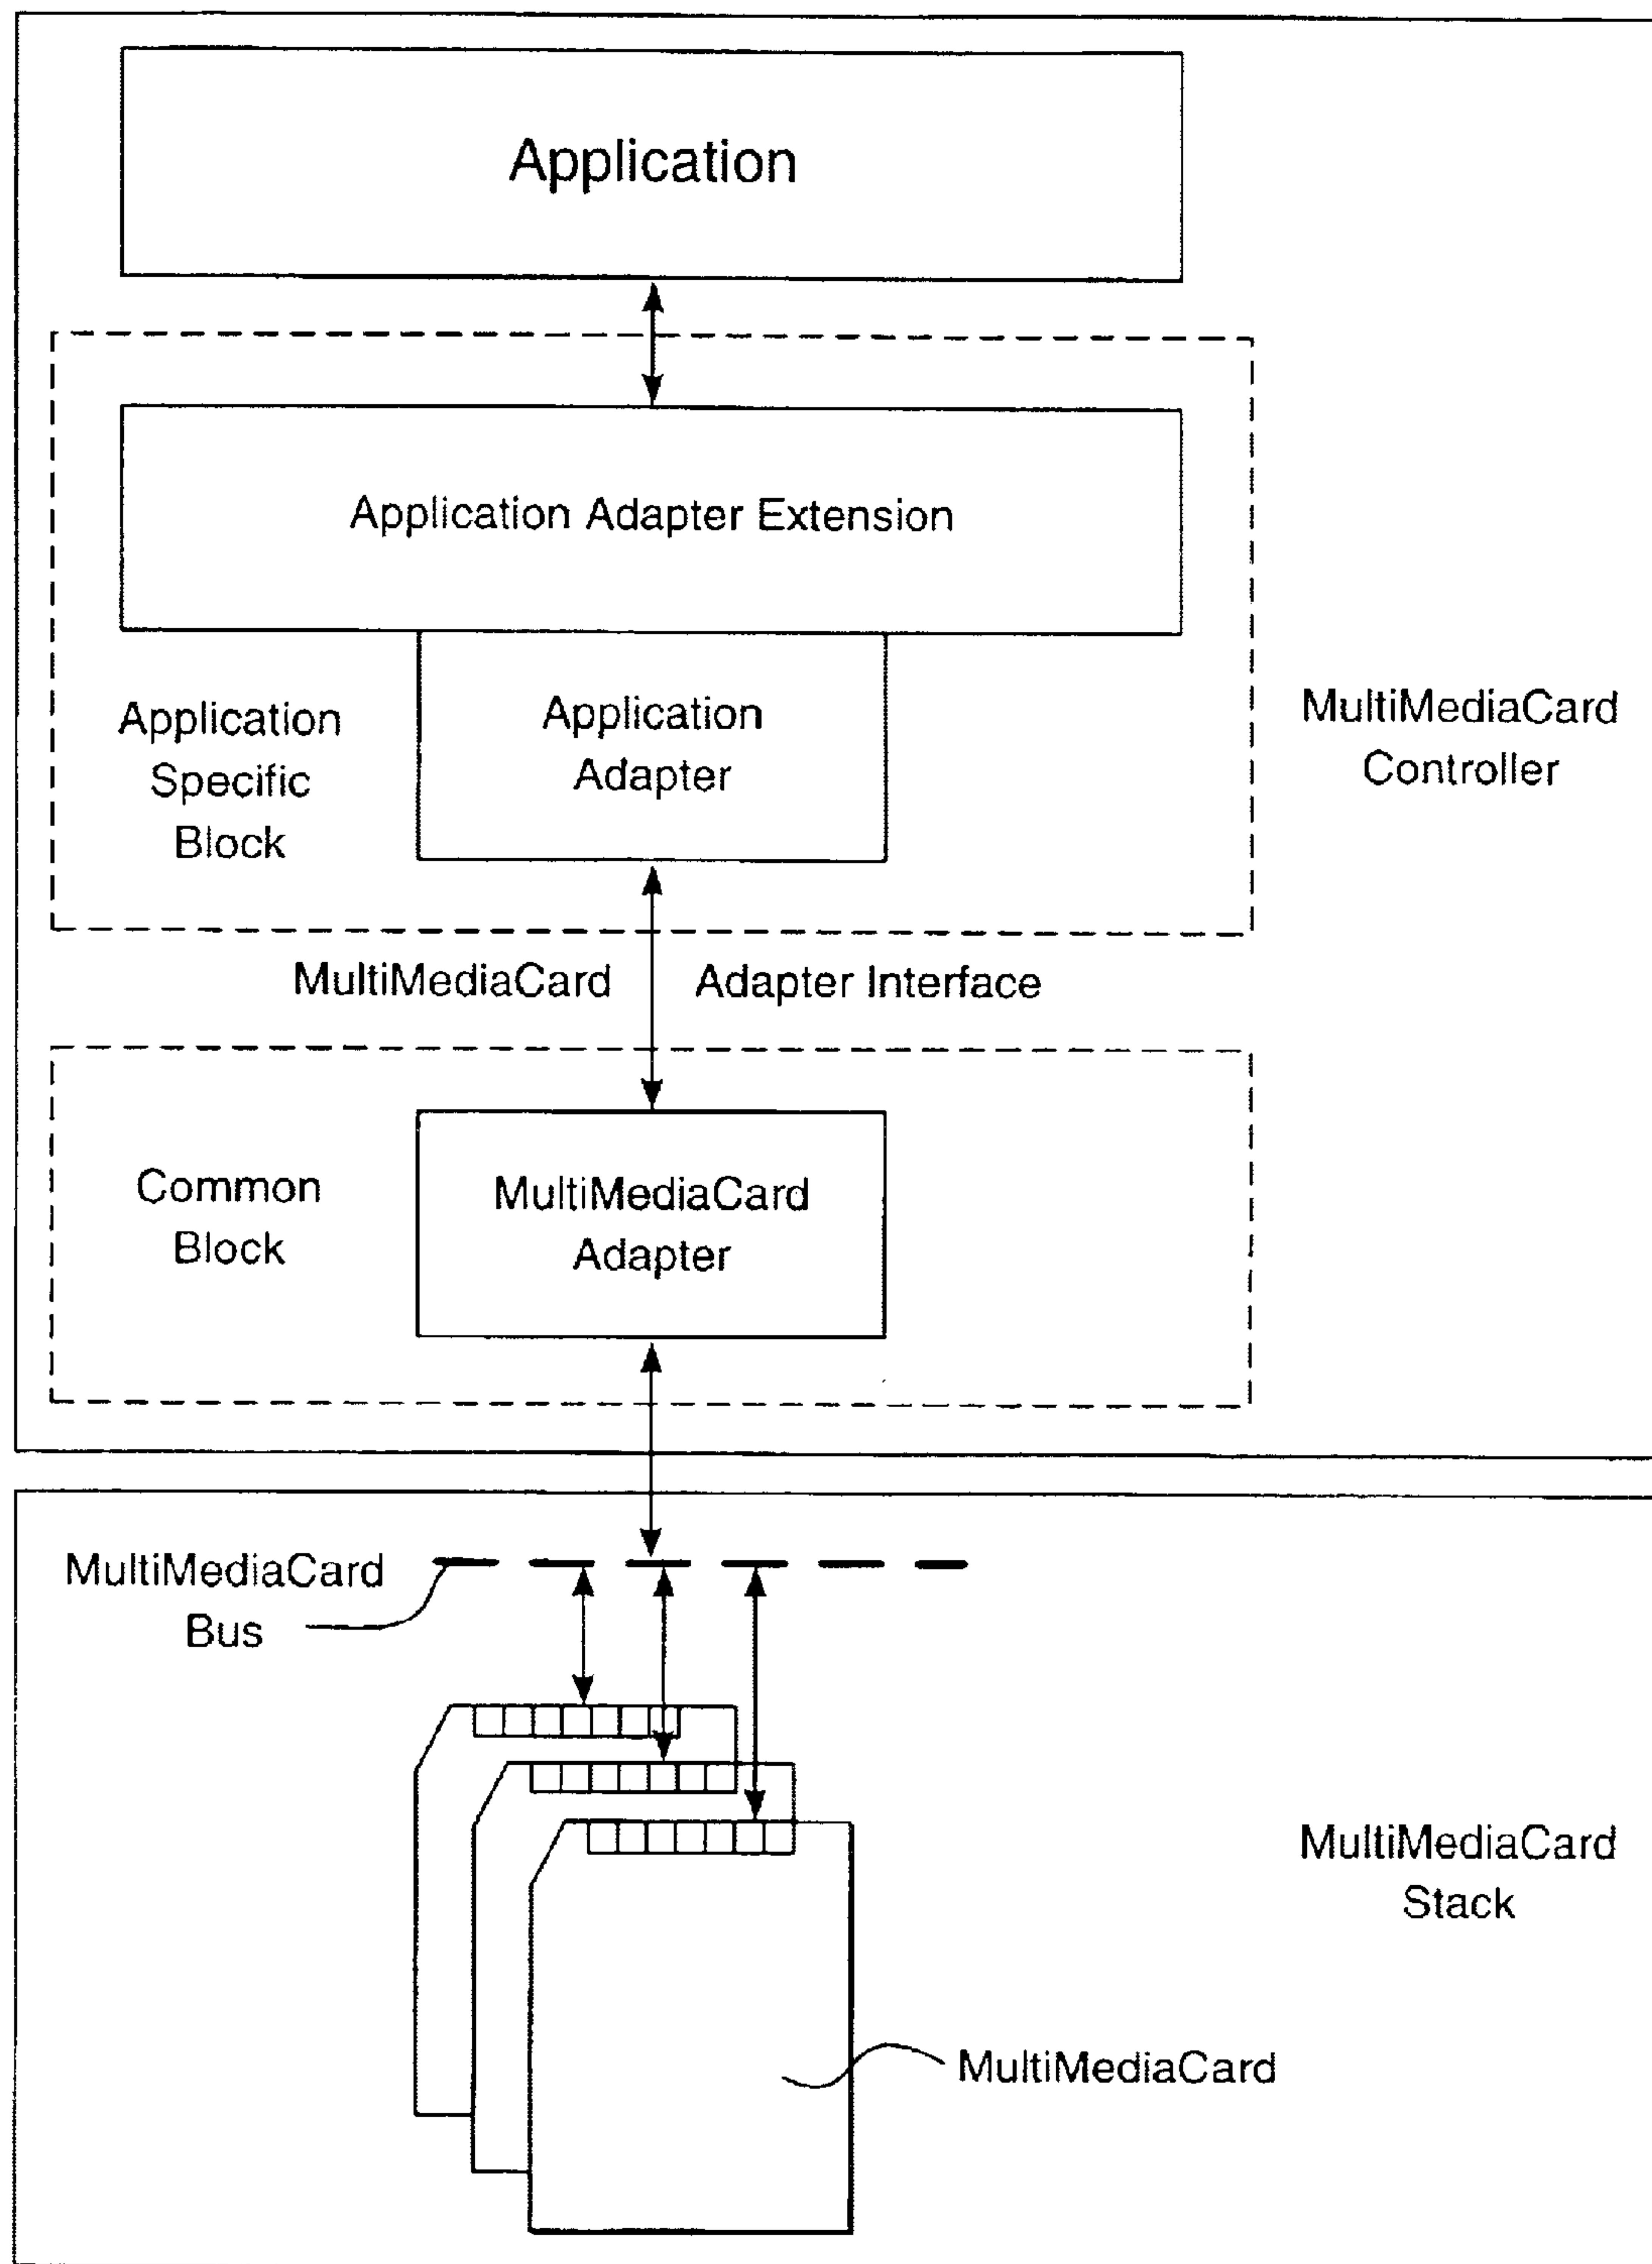 Application
Application Adapter Extension
Application
Specific
Block
Application
Adapter
MultiMediaCard
Controller
MultiMediaCard Adapter Interface
Common
Block
MultiMediaCard
Adapter
MultiMediaCard
Bus
MultiMediaCard
Stack
MultiMediaCard